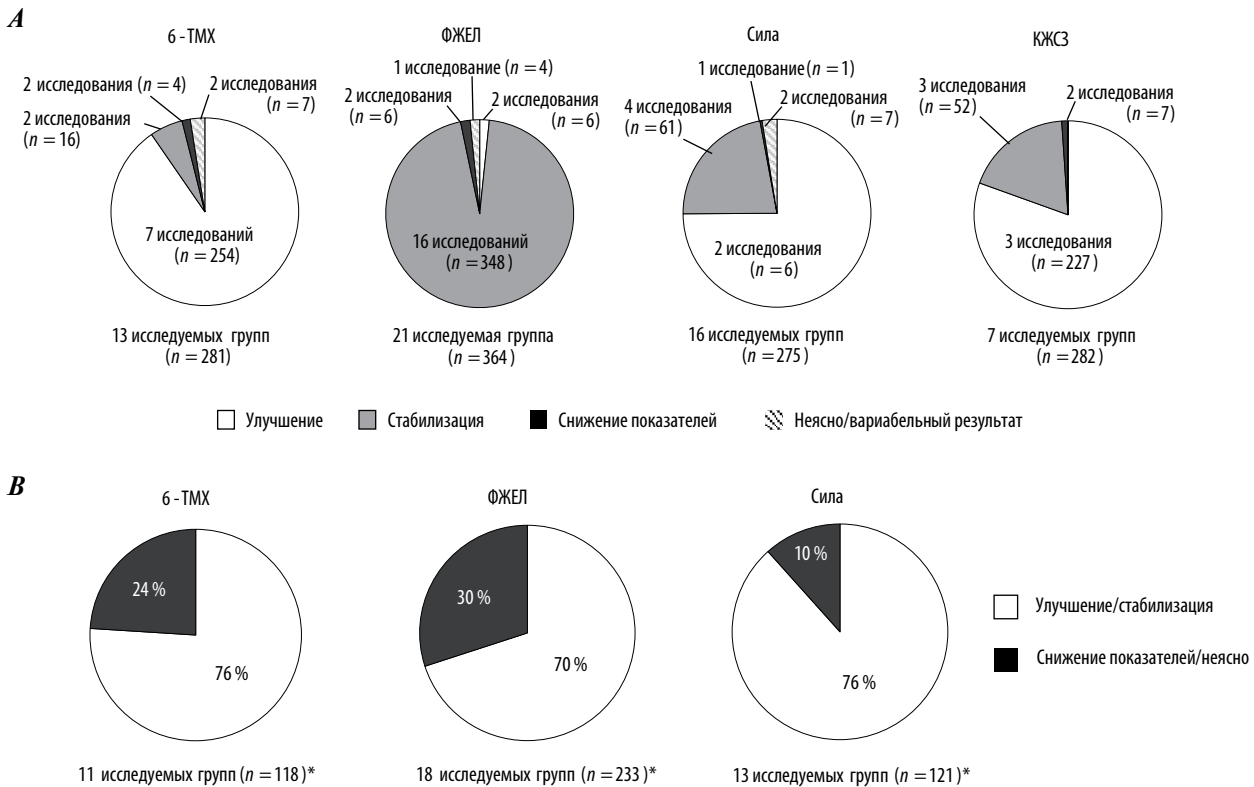 A
6 - ТМХ
2 исследования (n = 4)
2 исследования
(n = 7)
2 исследования
(n = 16)
7 исследований
(n = 254)
13 исследуемых групп
(n = 281)
ФЖЕЛ
1 исследование (n = 4)
2 исследования
(n = 6)
2 исследования
(n = 6)
16 исследований
(n = 348 )
21 исследуемая группа
(n = 364 )
Сила
1 исследование (n = 1)
4 исследования
(n = 61)
2 исследования
(n = 7)
2 исследования
(n = 6)
16 исследуемых групп
(n = 275 )
КЖСЗ
3 исследования
(n = 52)
2 исследования
(n = 7)
3 исследования
(n = 227 )
7 исследуемых групп
(n = 282 )
Улучшение
Стабилизация
Снижение показателей
Неясно/вариабельный результат
B
6 - ТМХ
24 %
76 %
11 исследуемых групп (n = 118 )*
ФЖЕЛ
30 %
70 %
18 исследуемых групп (n = 233 )*
Сила
10 %
76 %
13 исследуемых групп (n = 121 )*
Улучшение/стабилизация
Снижение показателей/неясно